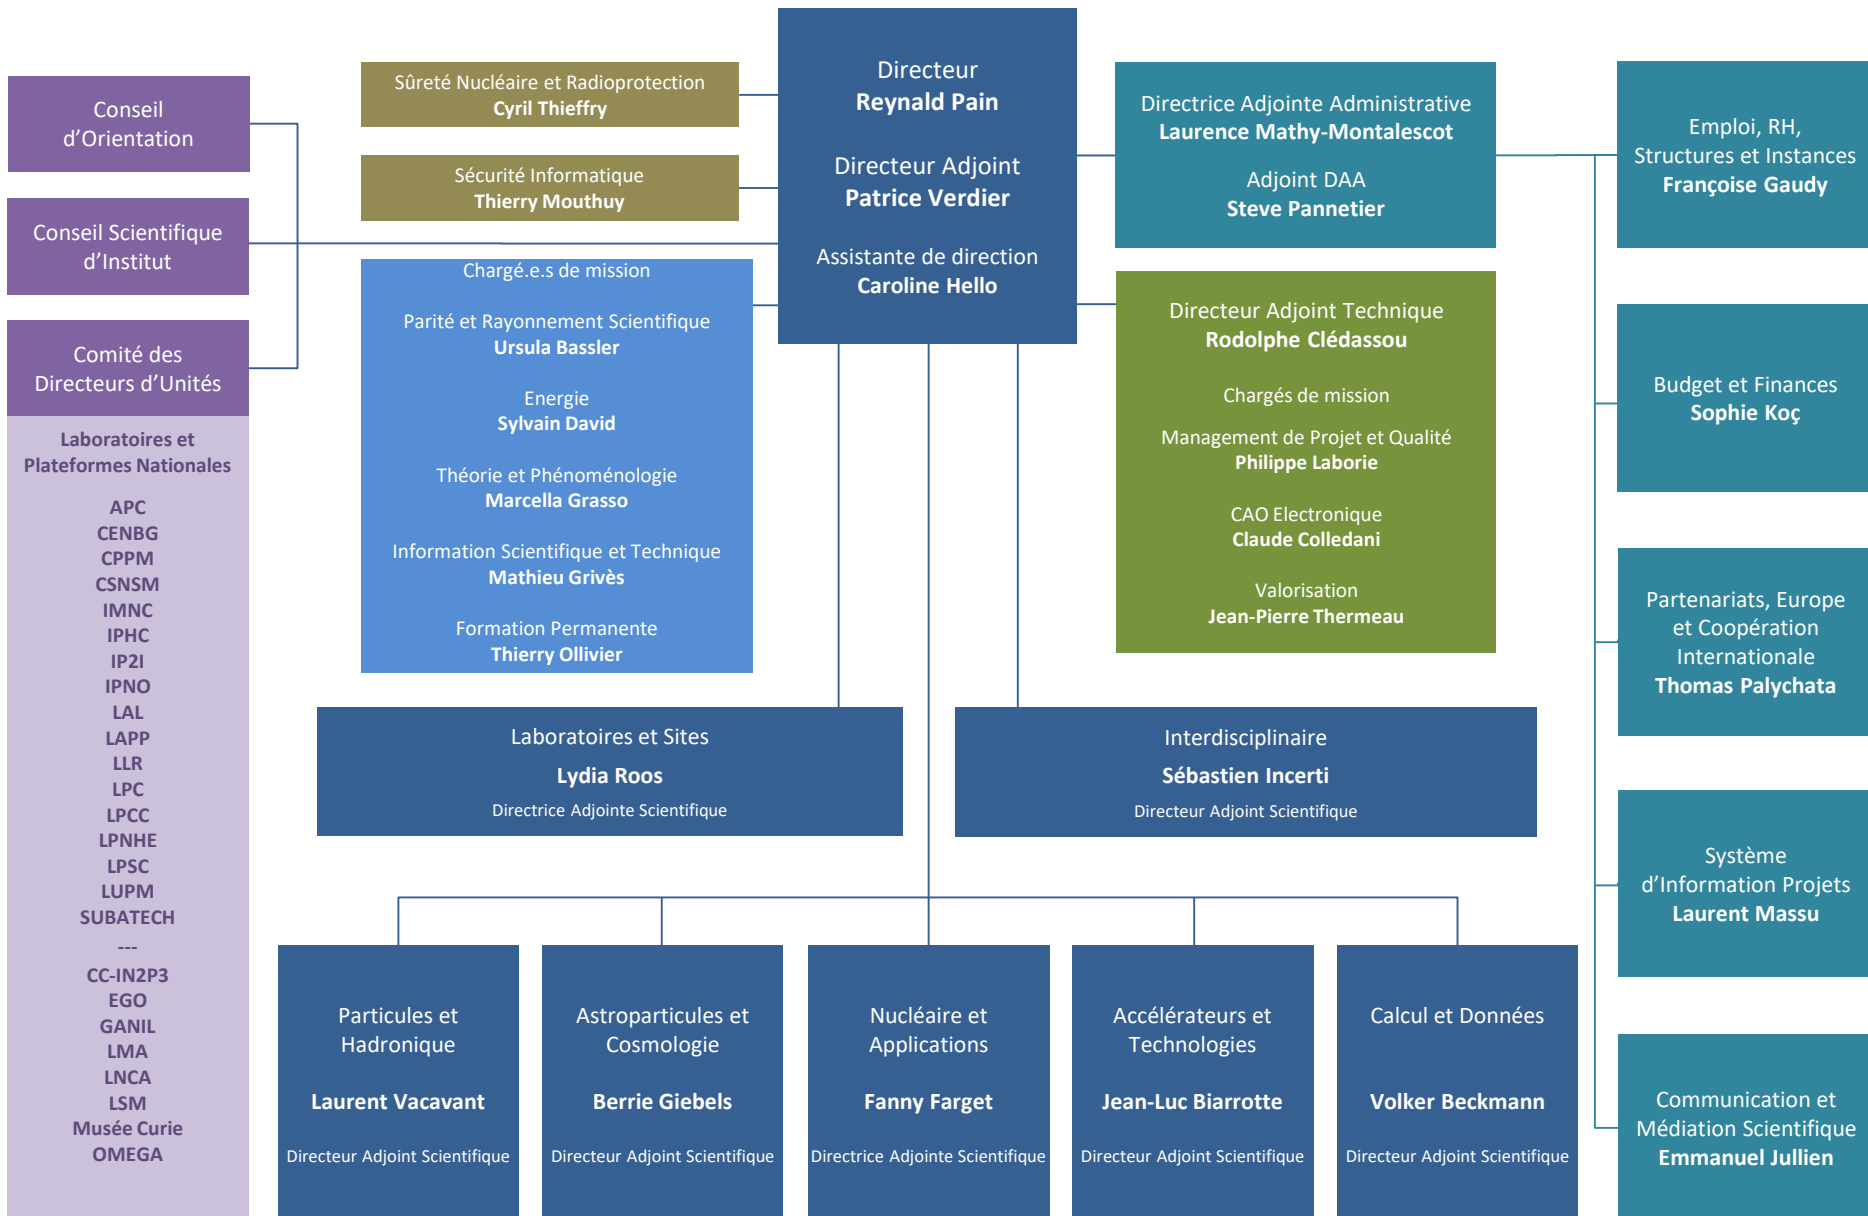 Conseil
d’Orientation
Conseil Scientifique
d’Institut
Comité des
Directeurs d’Unités
Laboratoires et
Plateformes Nationales
APC
CENBG
CPPM
CSNSM
IMNC
IPHC
IP2I
IPNO
LAL
LAPP
LLR
LPC
LPCC
LPNHE
LPSC
LUPM
SUBATECH
---
CC-IN2P3
EGO
GANIL
LMA
LNCA
LSM
Musée Curie
OMEGA
Sûreté Nucléaire et Radioprotection
Cyril Thieffry
Sécurité Informatique
Thierry Mouthuy
Chargé.e.s de mission
Parité et Rayonnement Scientifique
Ursula Bassler
Energie
Sylvain David
Théorie et Phénoménologie
Marcella Grasso
Information Scientifique et Technique
Mathieu Grivès
Formation Permanente
Thierry Ollivier
Directeur
Reynald Pain
Directeur Adjoint
Patrice Verdier
Assistante de direction
Caroline Hello
Directrice Adjointe Administrative
Laurence Mathy-Montalescot
Adjoint DAA
Steve Pannetier
Directeur Adjoint Technique
Rodolphe Clédassou
Chargés de mission
Management de Projet et Qualité
Philippe Laborie
CAO Electronique
Claude Colledani
Valorisation
Jean-Pierre Thermeau
Emploi, RH,
Structures et Instances
Françoise Gaudy
Budget et Finances
Sophie Koç
Partenariats, Europe
et Coopération
Internationale
Thomas Palychata
Système
d’Information Projets
Laurent Massu
Communication et
Médiation Scientifique
Emmanuel Jullien
Laboratoires et Sites
Lydia Roos
Directrice Adjointe Scientifique
Interdisciplinaire
Sébastien Incerti
Directeur Adjoint Scientifique
Particules et
Hadronique
Laurent Vacavant
Directeur Adjoint Scientifique
Astroparticules et
Cosmologie
Berrie Giebels
Directeur Adjoint Scientifique
Nucléaire et
Applications
Fanny Farget
Directrice Adjointe Scientifique
Accélérateurs et
Technologies
Jean-Luc Biarrotte
Directeur Adjoint Scientifique
Calcul et Données
Volker Beckmann
Directeur Adjoint Scientifique